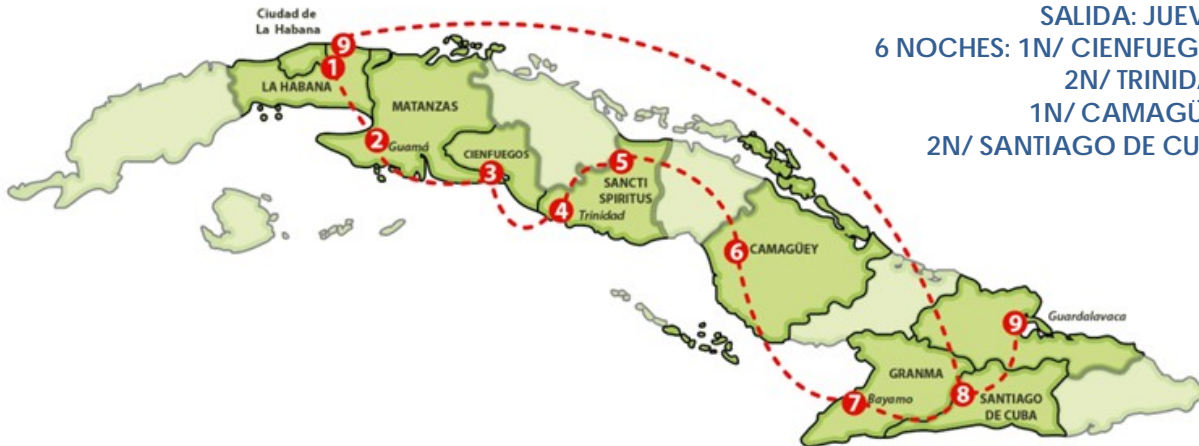 SALIDA: JUEV
6 NOCHES: 1N/ CIENFUEG
2N/ TRINIDA
1N/ CAMAGÜ
2N/ SANTIAGO DE CU
Ciudad de
La Habana
9
1
LA HABANA
MATANZAS
2
Guamá
CIENFUEGOS
3
5
SANCTI
SPIRITUS
4
Trinidad
6
CAMAGÜEY
9
Guardalavaca
GRANMA
7
Bayamo
8
SANTIAGO
DE CUBA